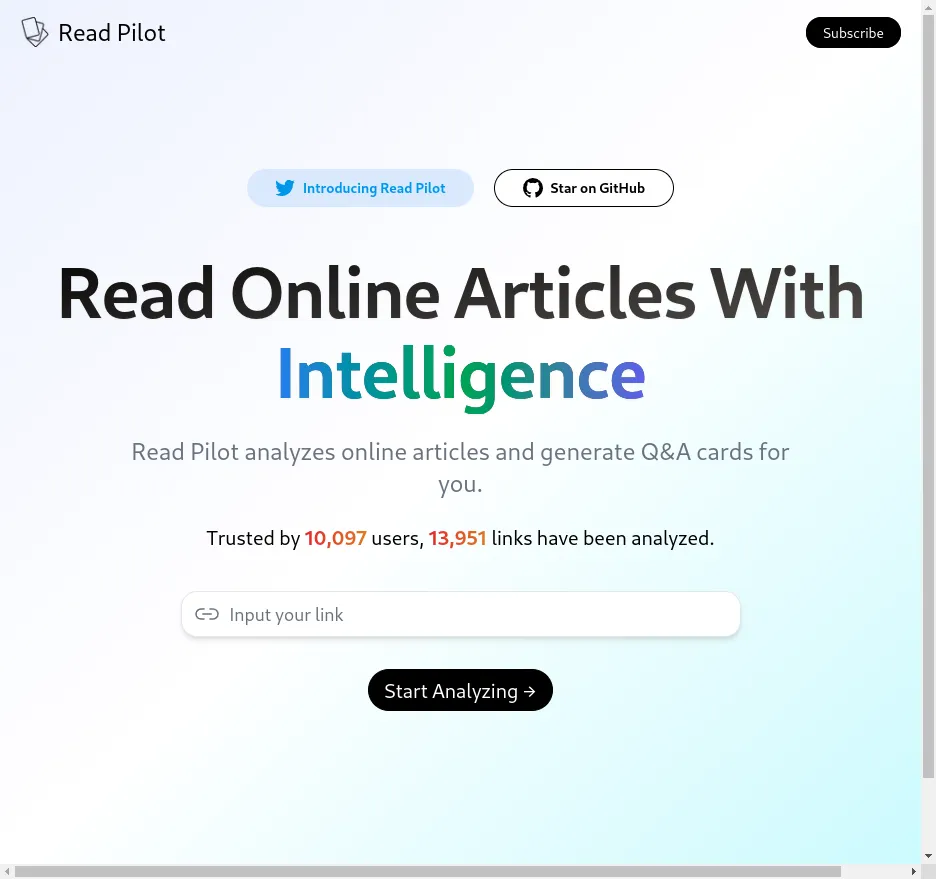 Read Pilot
Subscribe
Introducing Read Pilot
Star on GitHub
Read Online Articles With
Intelligence
Read Pilot analyzes online articles and generate Q&A cards for
you.
Trusted by 10,097 users, 13,951 links have been analyzed.
Input your link
Start Analyzing →